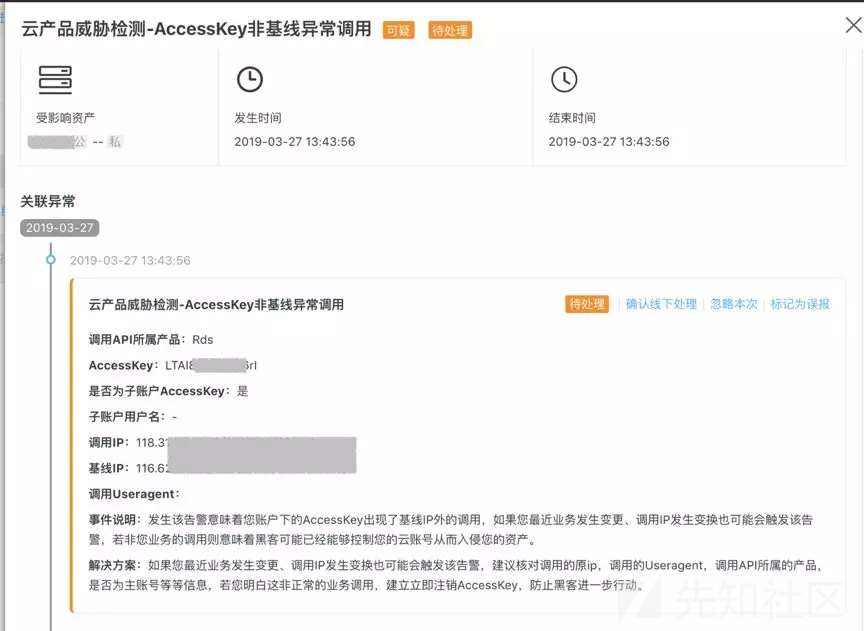 云产品威胁检测-AccessKey非基线异常调用 可疑 待处理
受影响资产
公 -- 私
发生时间
2019-03-27 13:43:56
结束时间
2019-03-27 13:43:56
关联异常
2019-03-27
2019-03-27 13:43:56
云产品威胁检测-AccessKey非基线异常调用 待处理 确认线下处理 忽略本次 标记为误报
调用API所属产品：Rds
AccessKey：LTAI8 6rI
是否为子账户AccessKey：是
子账户用户名：-
调用IP：118.31
基线IP：116.62
调用Useragent：
事件说明：发生该告警意味着您账户下的AccessKey出现了基线IP外的调用，如果您最近业务发生变更、调用IP发生变换也可能会触发该告
警，若非您业务的调用则意味着黑客可能已经能够控制您的云账号从而入侵您的资产。
解决方案：如果您最近业务发生变更、调用IP发生变换也可能会触发该告警，建议核对调用的原ip，调用的Useragent，调用API所属的产品，
是否为主账号等等信息，若您明白这非正常的业务调用，建立立即注销AccessKey，防止黑客进一步行动。
先知社区